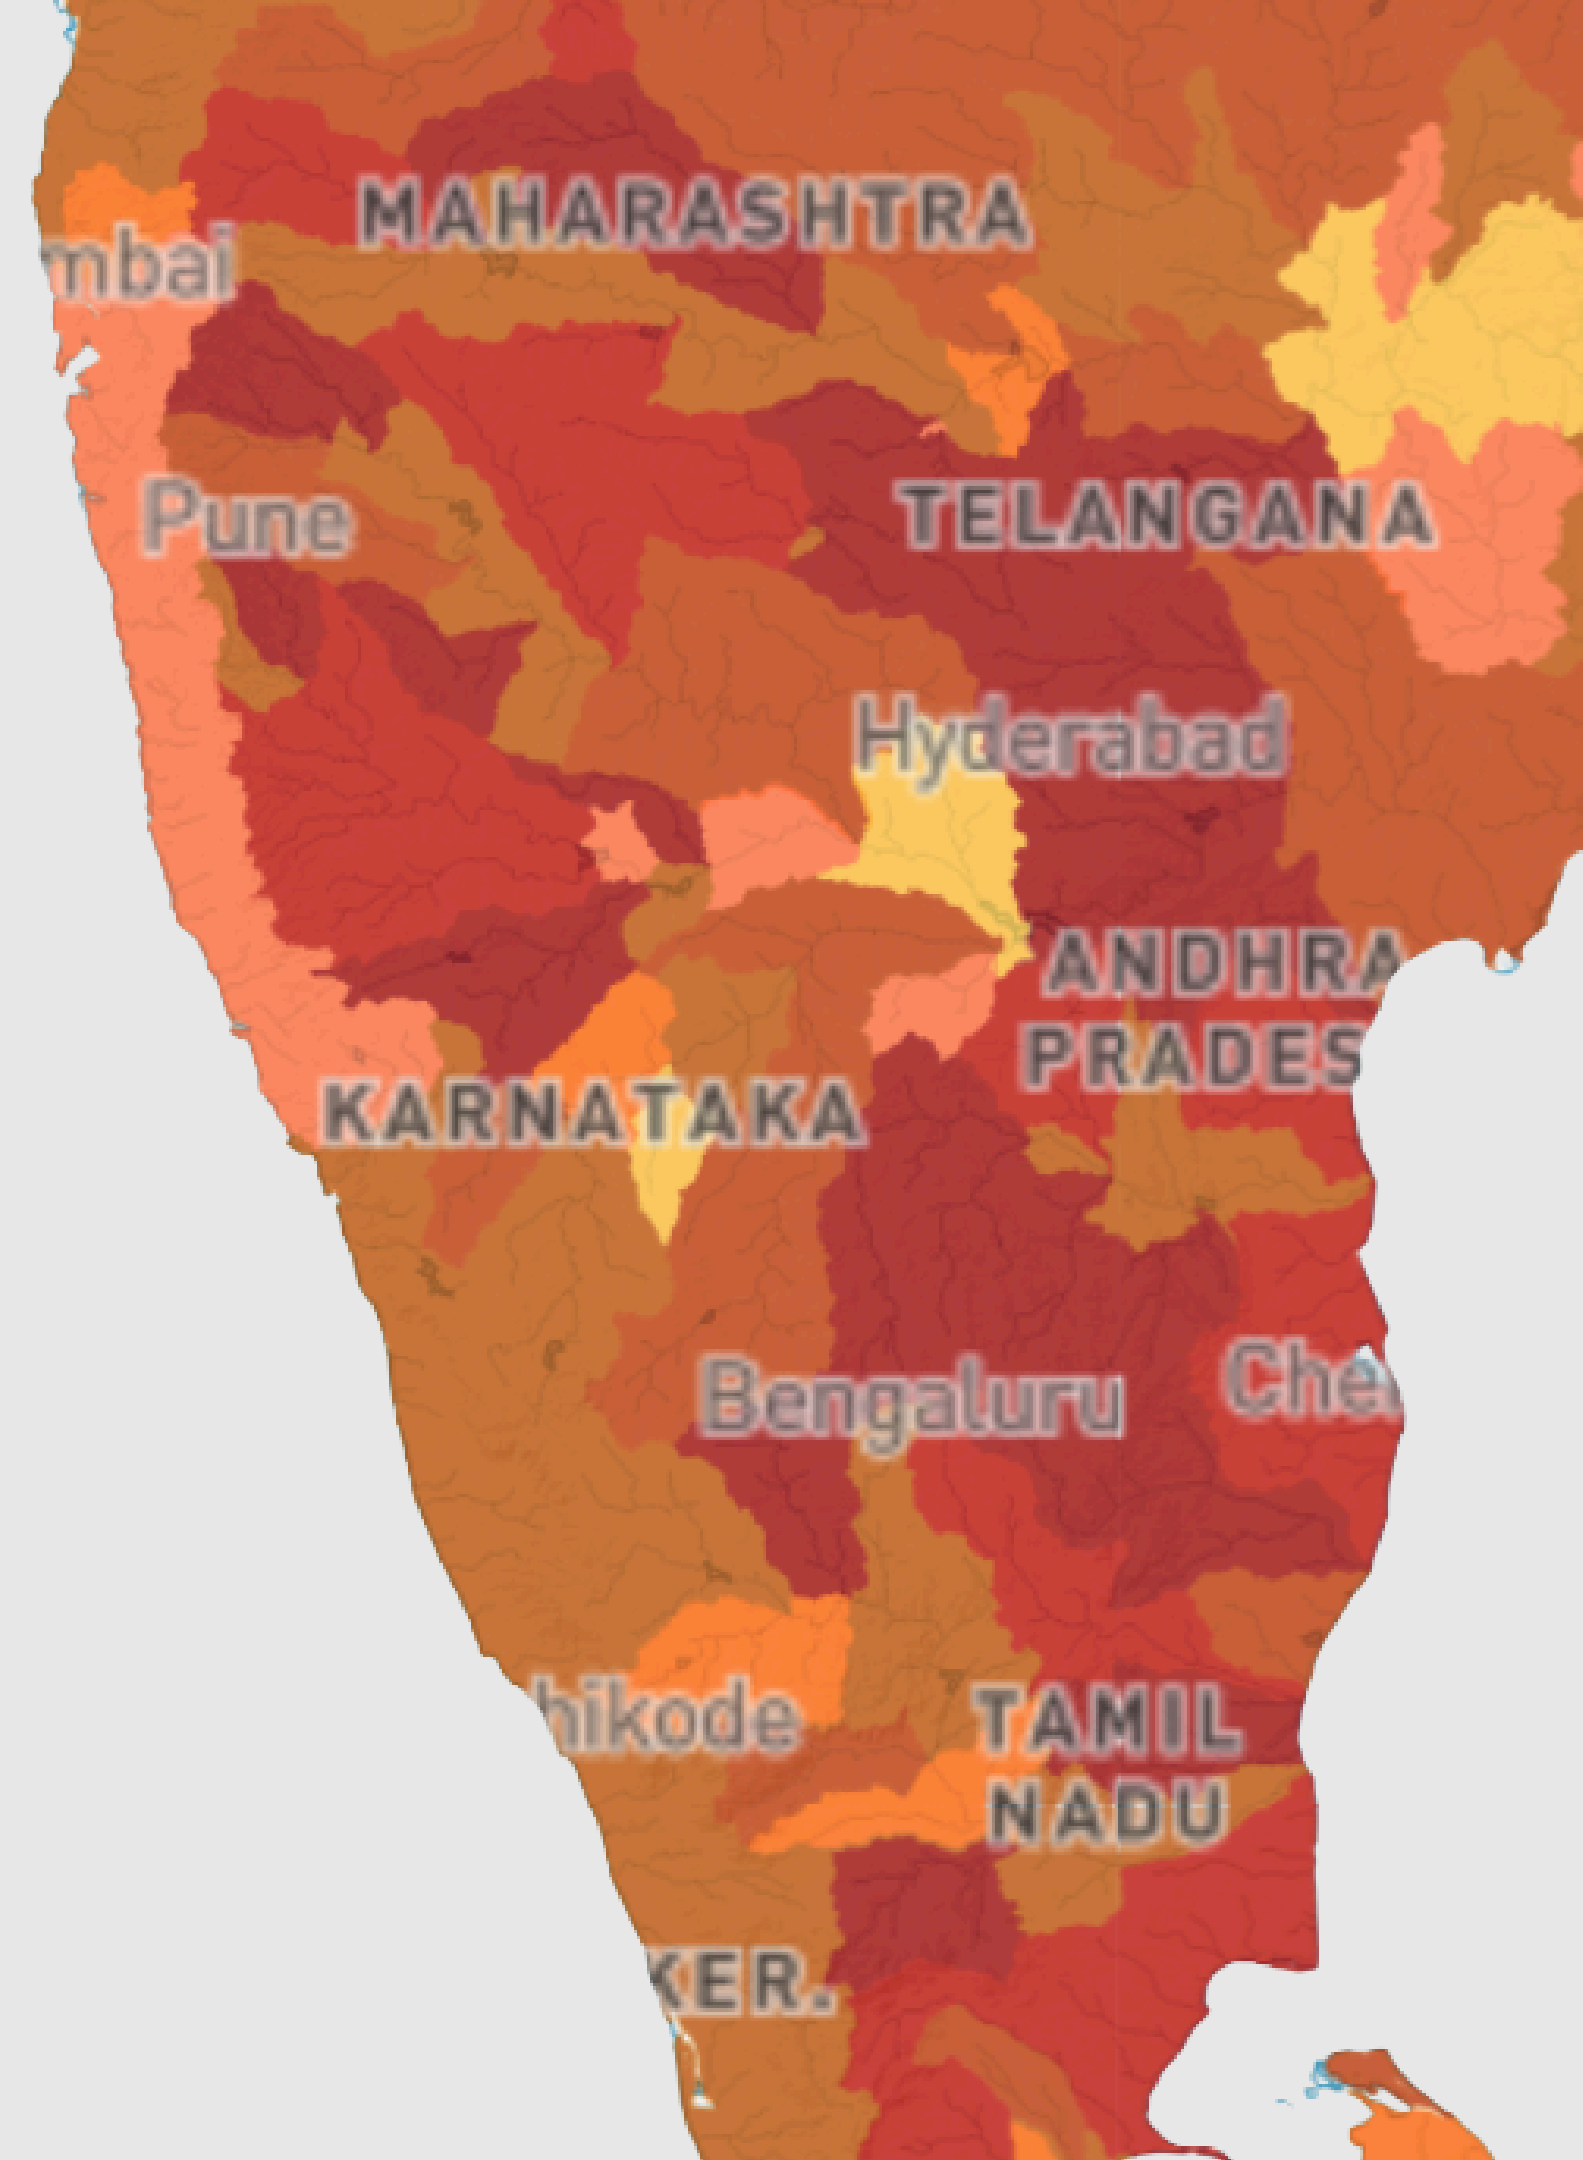 mbai
MAHARASHTRA
Pune
TELANGANA
Hyderabad
ANDHRA
PRADES
KARNATAKA
Bengaluru
Che
hikode
TAMIL
NADU
KER.